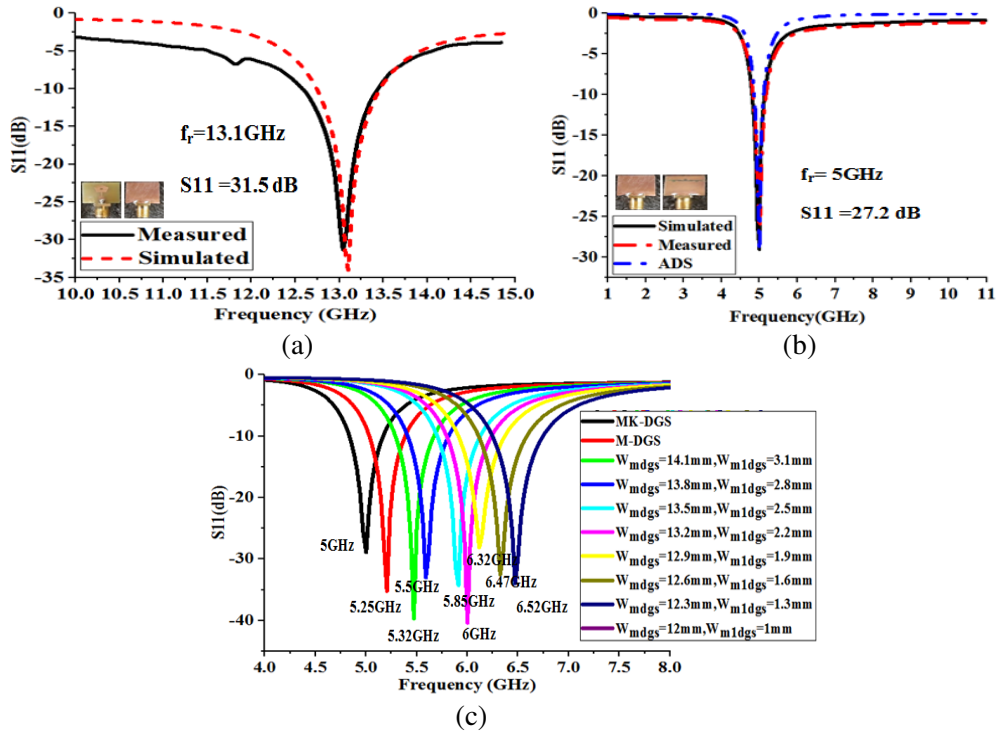 0
-5
-10
-15
-20
-25
-30
-35
S11(dB)
fr=13.1GHz
S11 =31.5 dB
Measured
Simulated
10.0 10.5 11.0 11.5 12.0 12.5 13.0 13.5 14.0 14.5 15.0
Frequency (GHz)
(a)
0
-5
-10
-15
-20
-25
-30
S11 (dB)
fr= 5GHz
S11 =27.2 dB
Simulated
Measured
ADS
1 2 3 4 5 6 7 8 9 10 11
Frequency(GHz)
(b)
0
-10
-20
-30
-40
S11(dB)
5GHz
5.25GHz
5.32GHz
5.5GHz
5.85GHz
6GHz
6.32GHz
6.47GHz
6.52GHz
MK-DGS
M-DGS
Wmdgs=14.1mm,Wm1dgs=3.1mm
Wmdgs=13.8mm,Wm1dgs=2.8mm
Wmdgs=13.5mm,Wm1dgs=2.5mm
Wmdgs=13.2mm,Wm1dgs=2.2mm
Wmdgs=12.9mm,Wm1dgs=1.9mm
Wmdgs=12.6mm,Wm1dgs=1.6mm
Wmdgs=12.3mm,Wm1dgs=1.3mm
Wmdgs=12mm,Wm1dgs=1mm
4.0 4.5 5.0 5.5 6.0 6.5 7.0 7.5 8.0
Frequency (GHz)
(c)